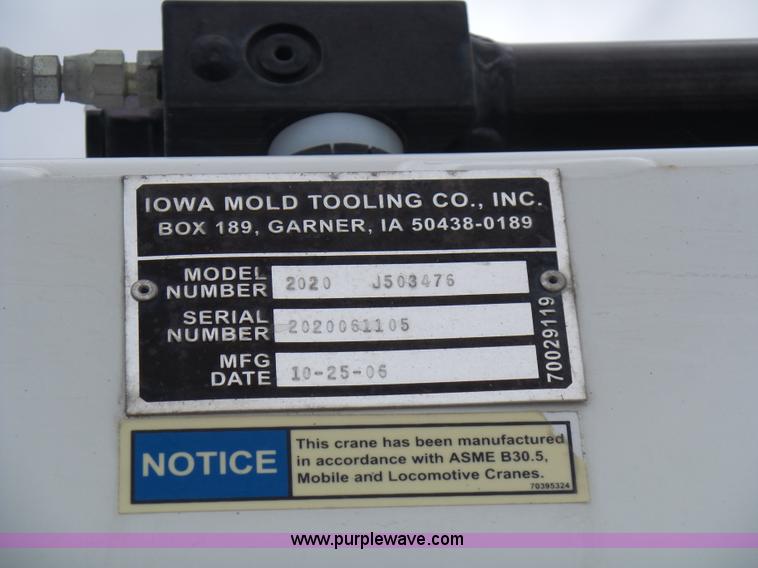 IOWA MOLD TOOLING CO., INC.
BOX 189, GARNER, IA 50438-0189
MODEL NUMBER 2020 J503476
SERIAL NUMBER 2020061105
MFG DATE 10-25-06
70029119
NOTICE
This crane has been manufactured
in accordance with ASME B30.5,
Mobile and Locomotive Cranes.
70395324
www.purplewave.com